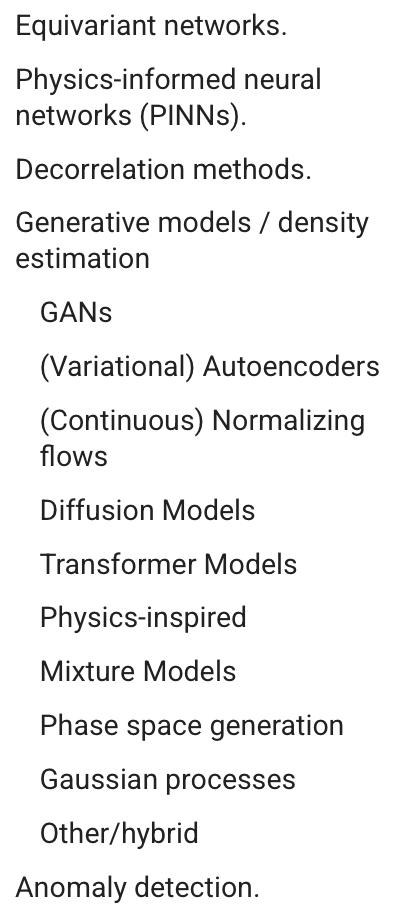 Equivariant networks.
Physics-informed neural
networks (PINNs).
Decorrelation methods.
Generative models / density
estimation
GANs
(Variational) Autoencoders
(Continuous) Normalizing
flows
Diffusion Models
Transformer Models
Physics-inspired
Mixture Models
Phase space generation
Gaussian processes
Other/hybrid
Anomaly detection.